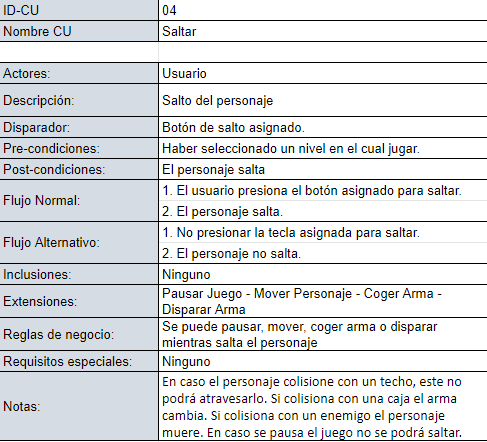 ID-CU 04
Nombre CU Saltar
Actores: Usuario
Descripción: Salto del personaje
Disparador: Botón de salto asignado.
Pre-condiciones: Haber seleccionado un nivel en el cual jugar.
Post-condiciones: El personaje salta
Flujo Normal: 1. El usuario presiona el botón asignado para saltar.
2. El personaje salta.
Flujo Alternativo: 1. No presionar la tecla asignada para saltar.
2. El personaje no salta.
Inclusiones: Ninguno
Extensiones: Pausar Juego - Mover Personaje - Coger Arma -
Disparar Arma
Reglas de negocio: Se puede pausar, mover, coger arma o disparar
mientras salta el personaje
Requisitos especiales: Ninguno
Notas: En caso el personaje colisione con un techo, este no
podrá atravesarlo. Si colisiona con una caja el arma
cambia. Si colisiona con un enemigo el personaje
muere. En caso se pausa el juego no se podrá saltar.